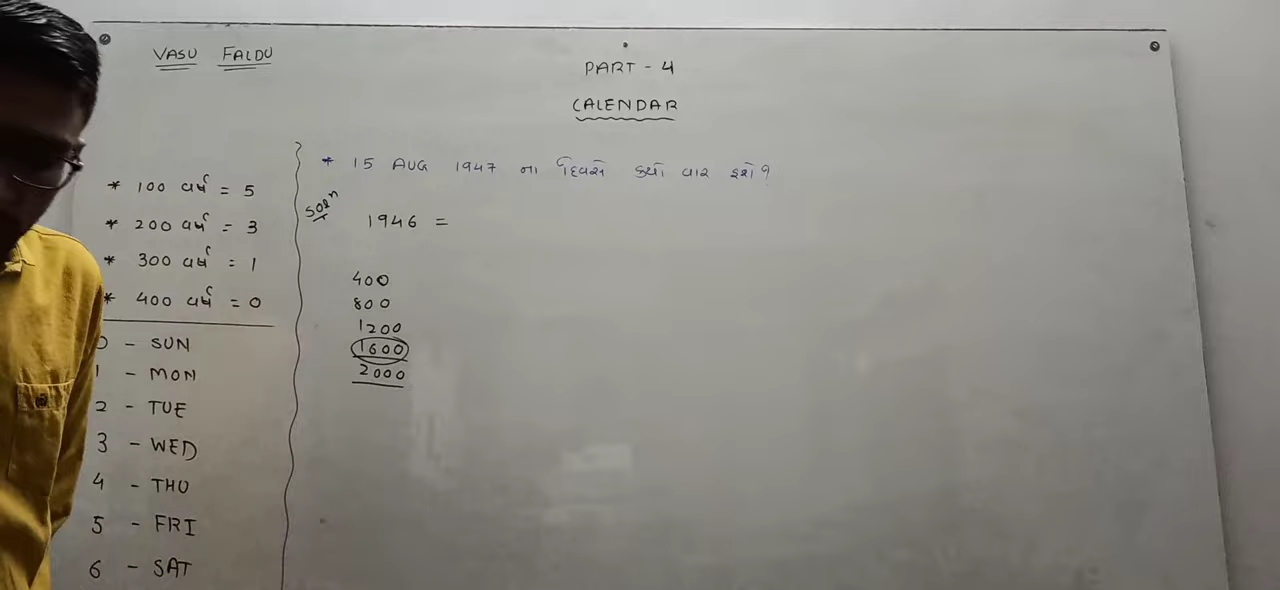 VASU FALDU
PART - 4
CALENDAR
* 100 વર્ષ = 5
* 200 વર્ષ = 3
* 300 વર્ષ = 1
* 400 વર્ષ = 0
0 - SUN
1 - MON
2 - TUE
3 - WED
4 - THU
5 - FRI
6 - SAT
* 15 AUG 1947 ના દિવસે કયો વાર હશે?
Solⁿ
1946 =
400
800
1200
1600
2000